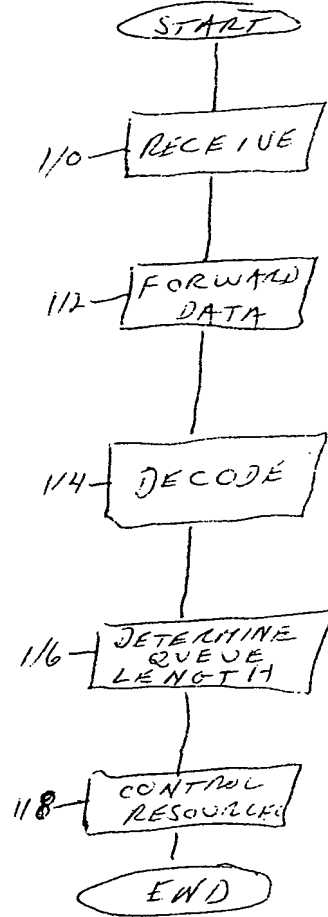 START
110 RECEIVE
112 FORWARD
DATA
114 DECODE
116 DETERMINE
QUEUE
LENGTH
118 CONTROL
RESOURCES
END